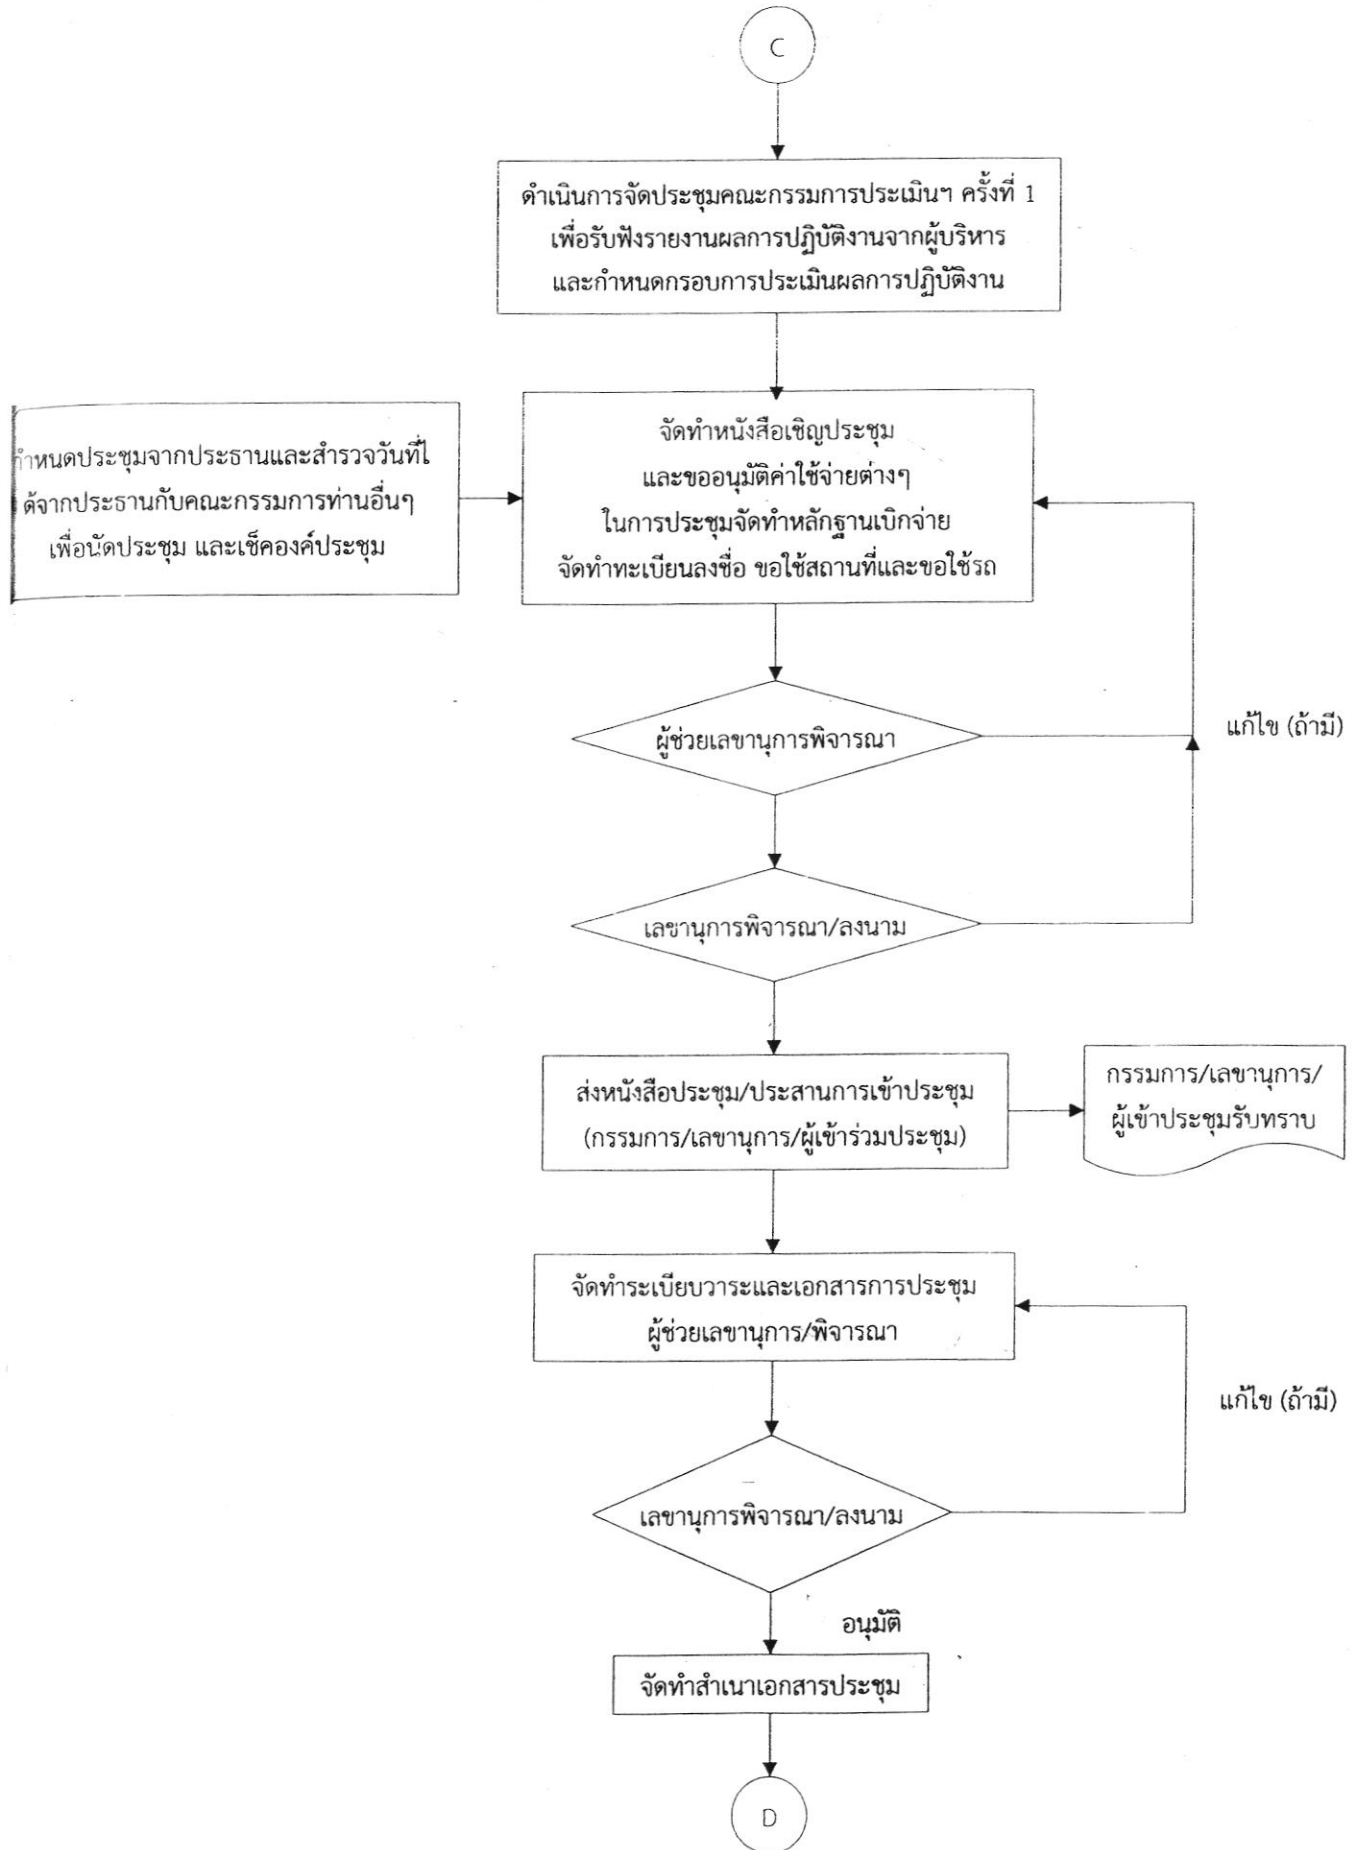 C
ดำเนินการจัดประชุมคณะกรรมการประเมินฯ ครั้งที่ 1
เพื่อรับฟังรายงานผลการปฏิบัติงานจากผู้บริหาร
และกำหนดกรอบการประเมินผลการปฏิบัติงาน
กำหนดประชุมจากประธานและสำรวจวันที่ไ
ด้จากประธานกับคณะกรรมการท่านอื่นๆ
เพื่อนัดประชุม และเช็คองค์ประชุม
จัดทำหนังสือเชิญประชุม
และขออนุมัติค่าใช้จ่ายต่างๆ
ในการประชุมจัดทำหลักฐานเบิกจ่าย
จัดทำทะเบียนลงชื่อ ขอใช้สถานที่และขอใช้รถ
ผู้ช่วยเลขานุการพิจารณา
แก้ไข (ถ้ามี)
เลขานุการพิจารณา/ลงนาม
ส่งหนังสือประชุม/ประสานการเข้าประชุม
(กรรมการ/เลขานุการ/ผู้เข้าร่วมประชุม)
กรรมการ/เลขานุการ/
ผู้เข้าประชุมรับทราบ
จัดทำระเบียบวาระและเอกสารการประชุม
ผู้ช่วยเลขานุการ/พิจารณา
แก้ไข (ถ้ามี)
เลขานุการพิจารณา/ลงนาม
อนุมัติ
จัดทำสำเนาเอกสารประชุม
D